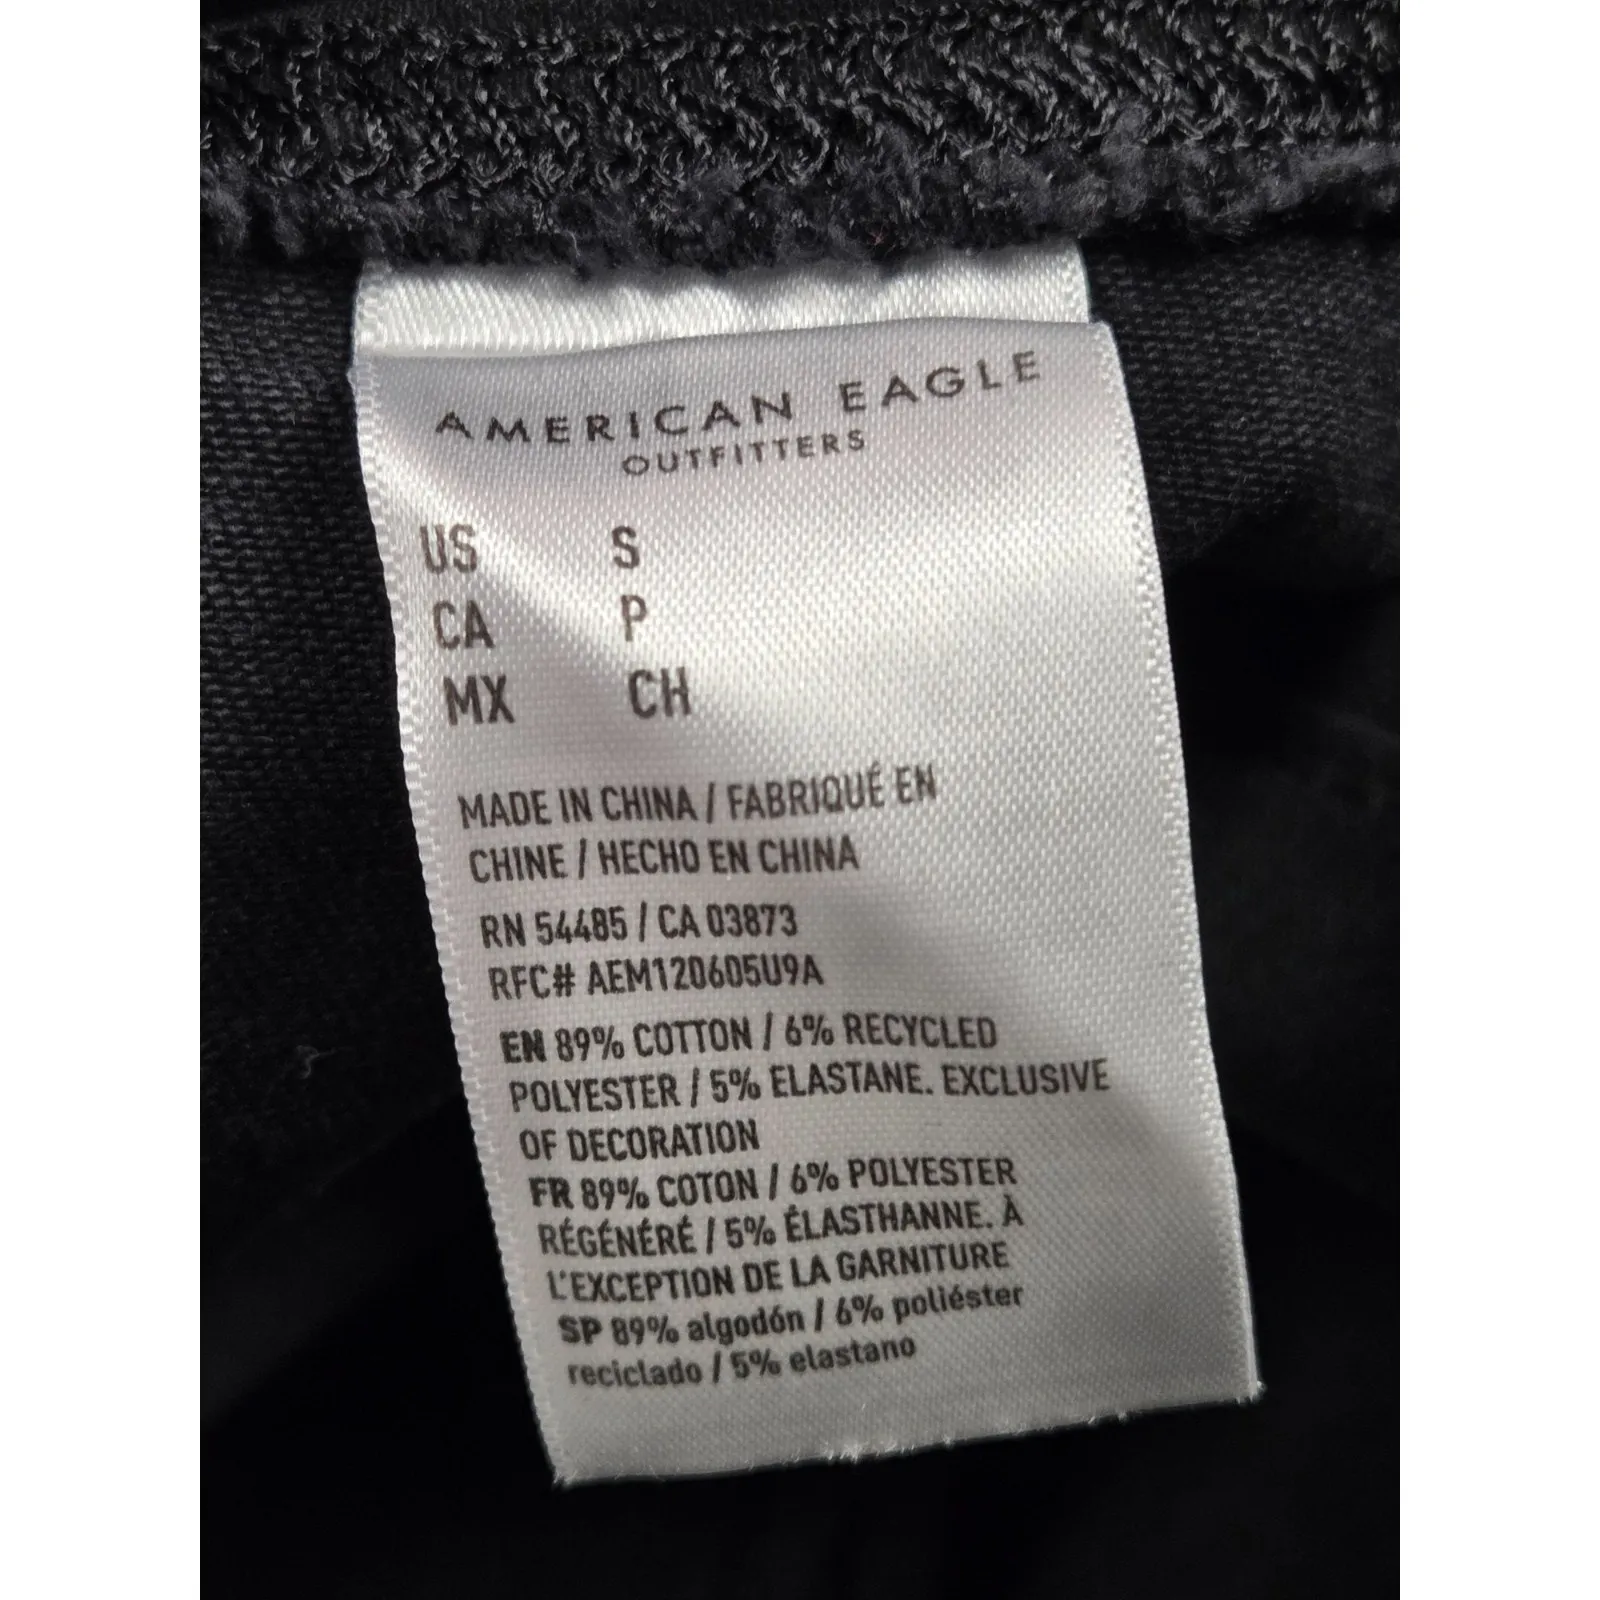 AMERICAN EAGLE
OUTFITTERS
US S
CA P
MX CH
MADE IN CHINA / FABRIQUÉ EN
CHINE / HECHO EN CHINA
RN 54485 / CA 03873
RFC# AEM120605U9A
EN 89% COTTON / 6% RECYCLED
POLYESTER / 5% ELASTANE. EXCLUSIVE
OF DECORATION
FR 89% COTON / 6% POLYESTER
RÉGÉNÉRÉ / 5% ÉLASTHANNE. À
L'EXCEPTION DE LA GARNITURE
SP 89% algodón / 6% poliéster
reciclado / 5% elastano